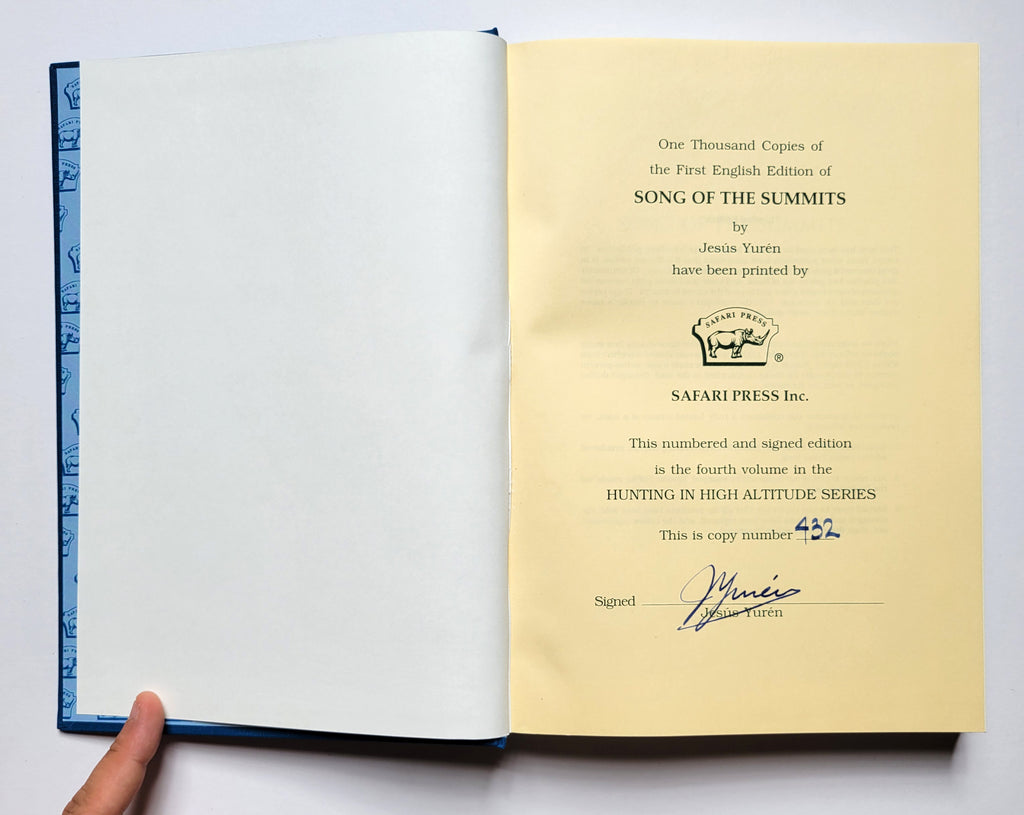 One Thousand Copies of
the First English Edition of
SONG OF THE SUMMITS
by
Jesús Yurén
have been printed by
SAFARI PRESS
®
SAFARI PRESS Inc.
This numbered and signed edition
is the fourth volume in the
HUNTING IN HIGH ALTITUDE SERIES
This is copy number 432
Signed JYurén
Jesús Yurén